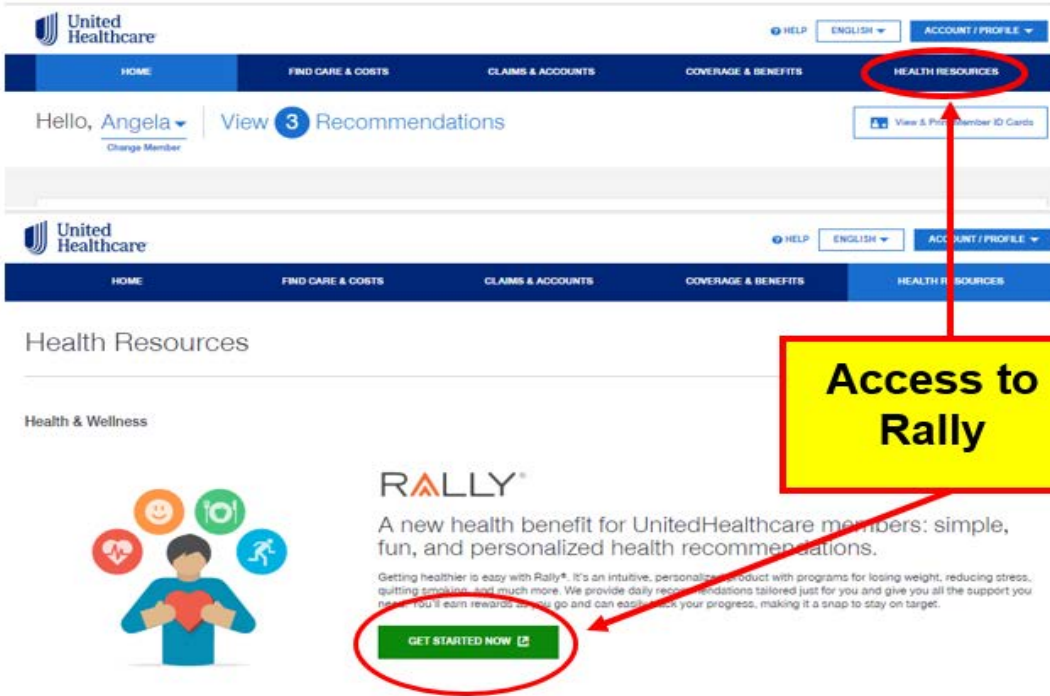 United
Healthcare
HELP ENGLISH ACCOUNT / PROFILE
HOME FIND CARE & COSTS CLAIMS & ACCOUNTS COVERAGE & BENEFITS HEALTH RESOURCES
Hello, Angela View 3 Recommendations
Change Member
View & Print Member ID Cards
United
Healthcare
HELP ENGLISH ACCOUNT / PROFILE
HOME FIND CARE & COSTS CLAIMS & ACCOUNTS COVERAGE & BENEFITS HEALTH RESOURCES
Health Resources
Access to
Rally
Health & Wellness
RALLY®
A new health benefit for UnitedHealthcare members: simple,
fun, and personalized health recommendations.
Getting healthier is easy with Rally®. It's an intuitive, personalized product with programs for losing weight, reducing stress,
quitting smoking, and much more. We provide daily recommendations tailored just for you and give you all the support you
need. You'll earn rewards as you go and can easily track your progress, making it a snap to stay on target.
GET STARTED NOW